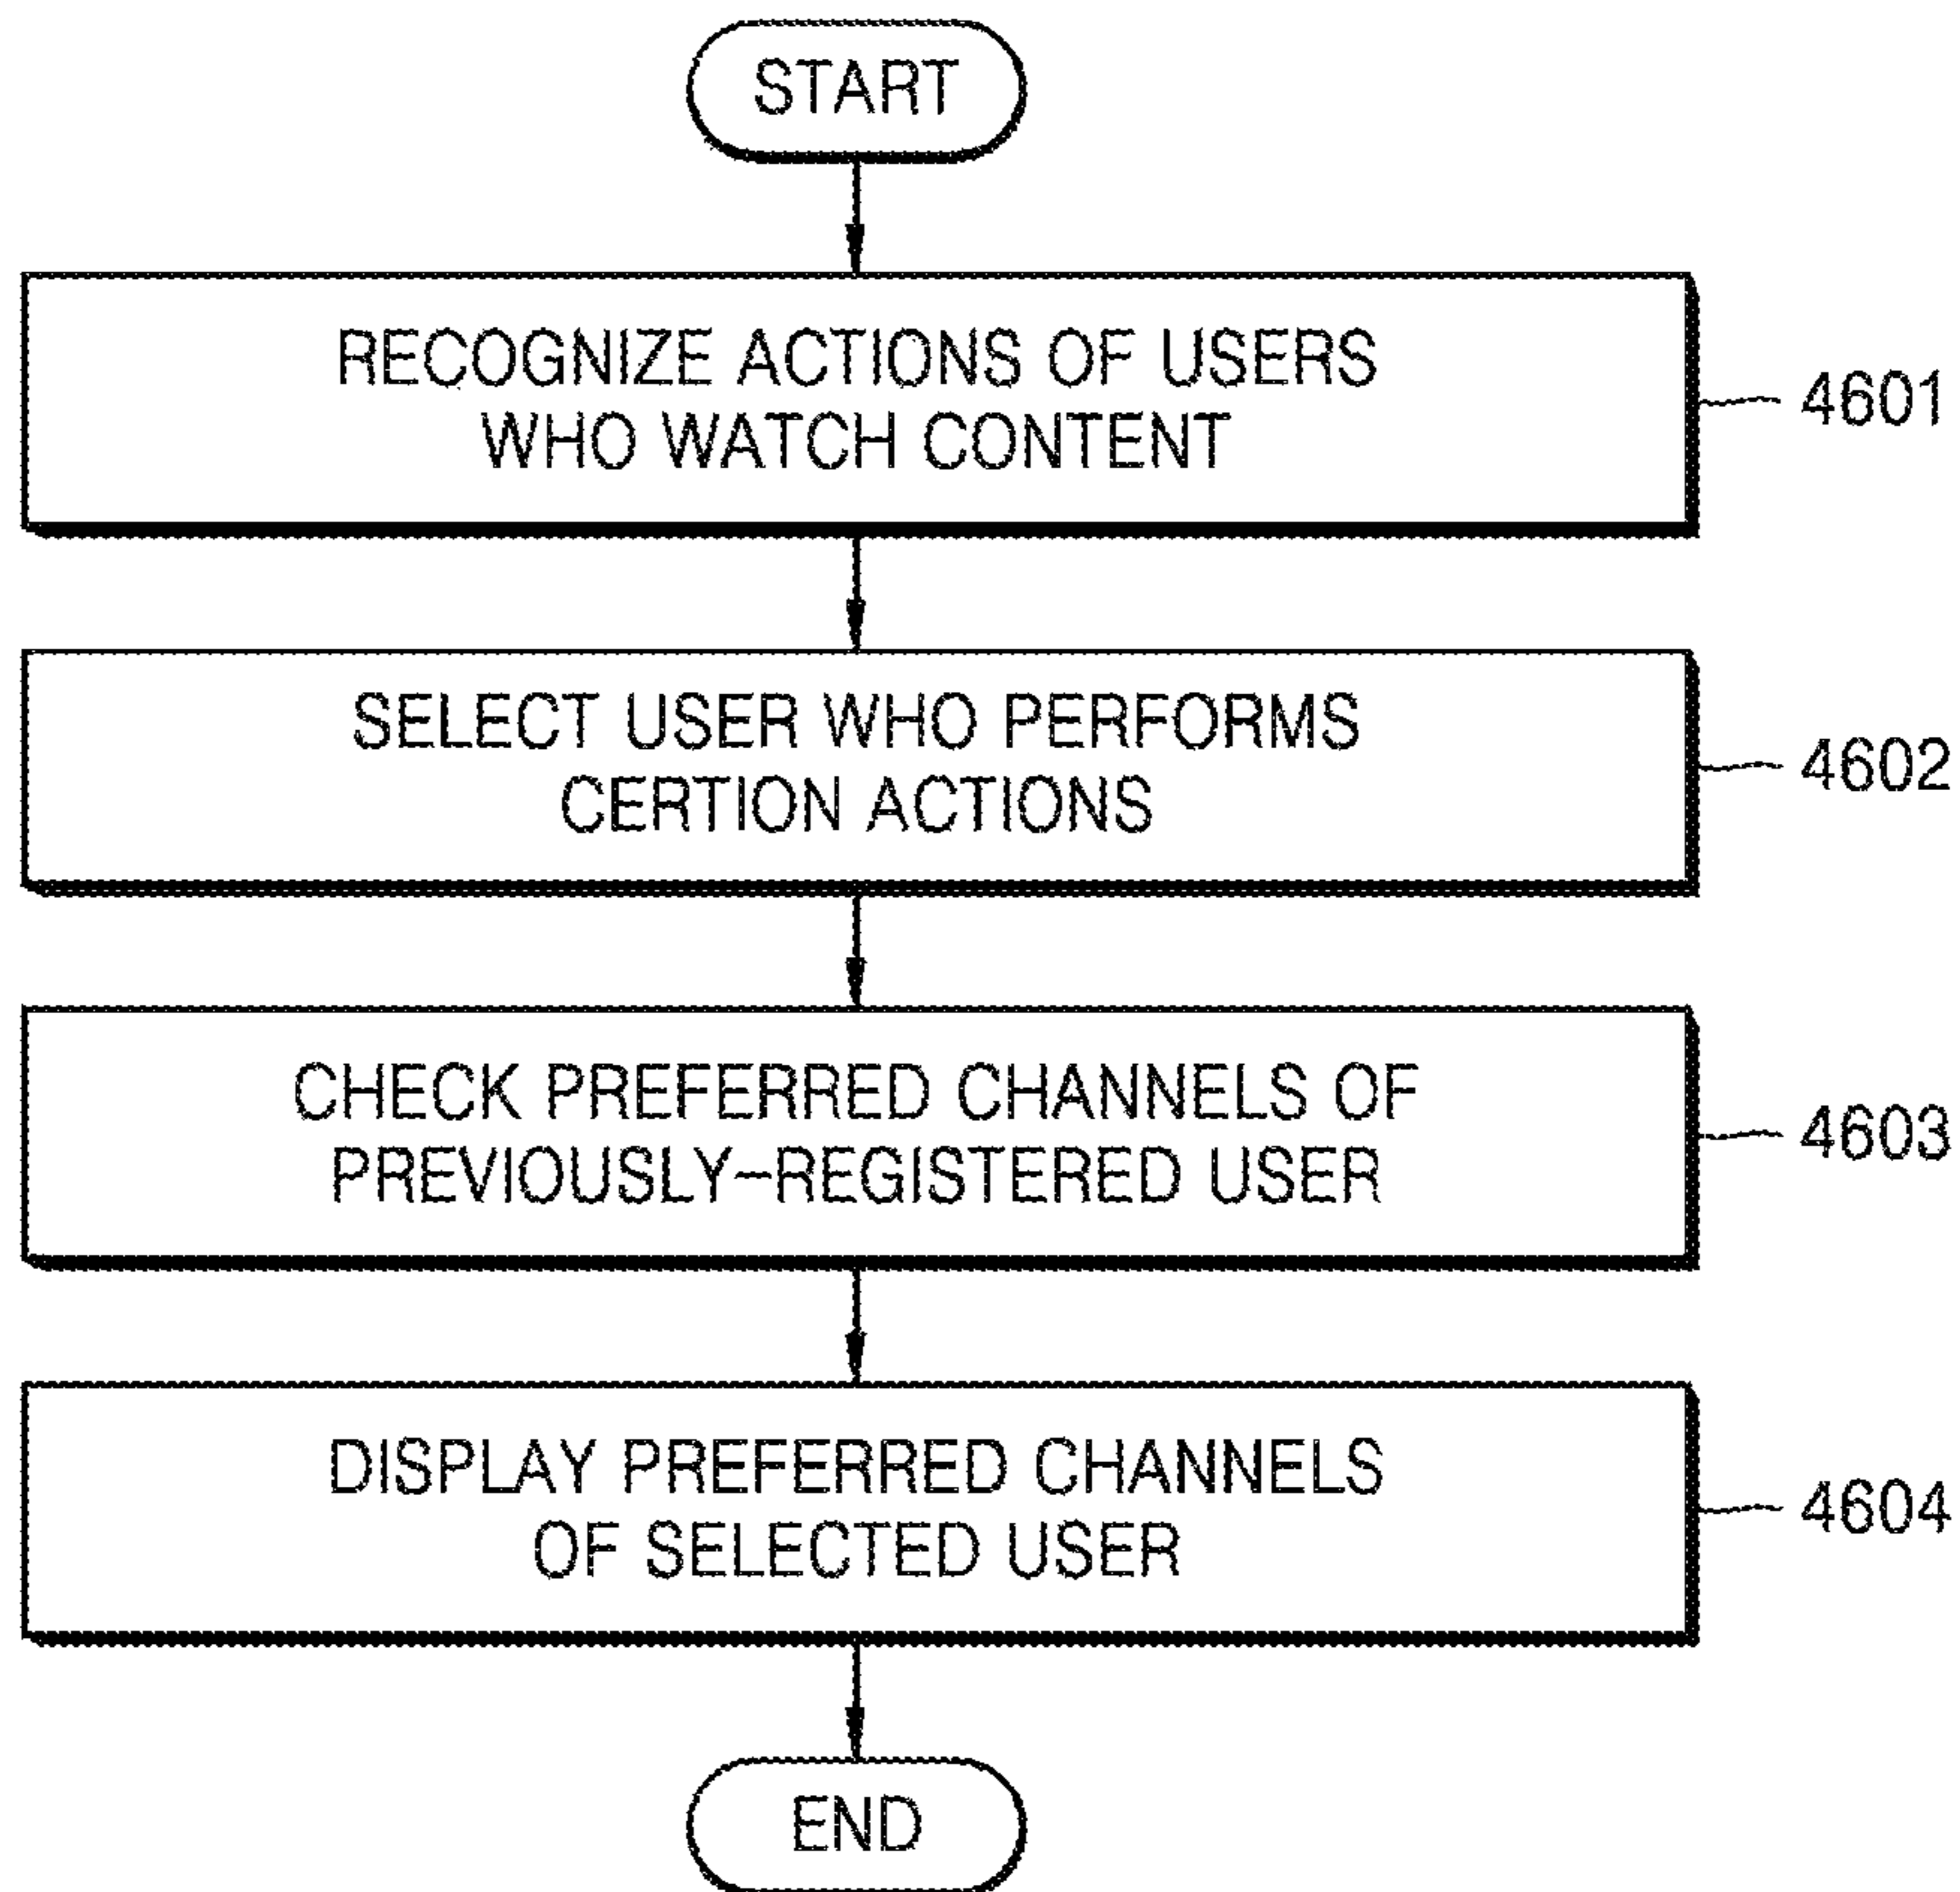 START
RECOGNIZE ACTIONS OF USERS
WHO WATCH CONTENT
4601
SELECT USER WHO PERFORMS
CERTION ACTIONS
4602
CHECK PREFERRED CHANNELS OF
PREVIOUSLY-REGISTERED USER
4603
DISPLAY PREFERRED CHANNELS
OF SELECTED USER
4604
END